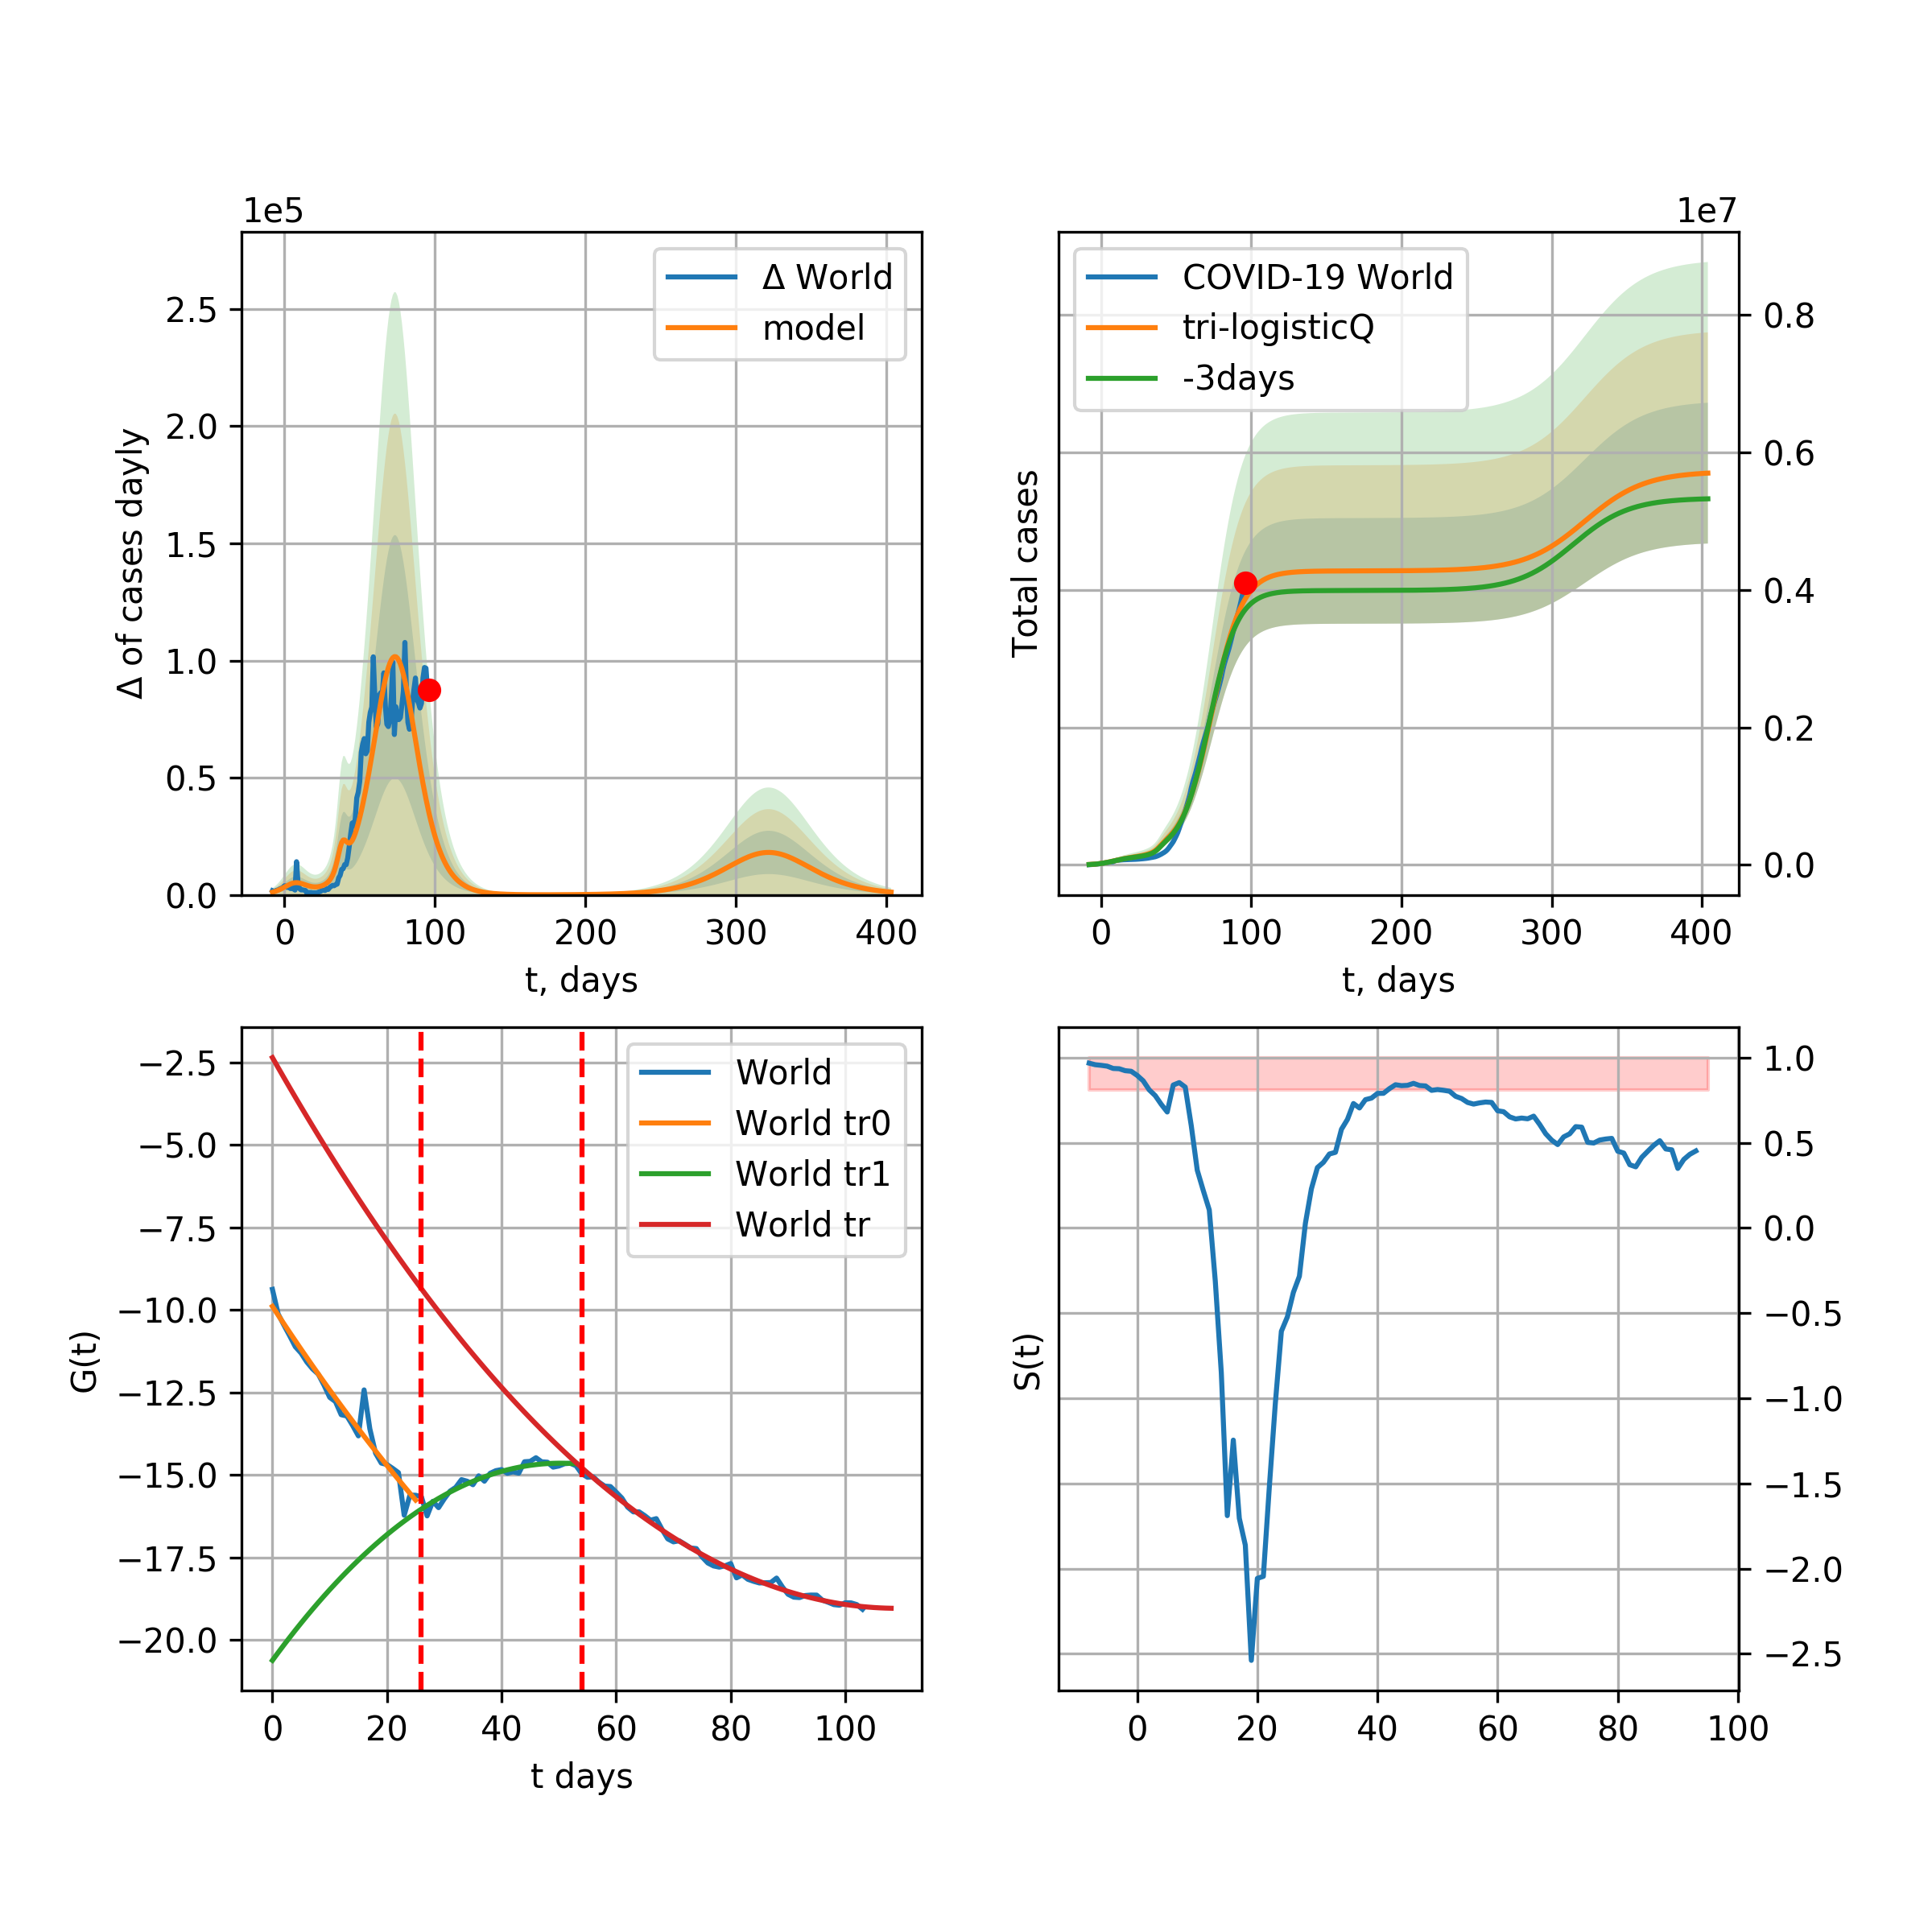 1e5
Δ World
model
2.5
2.0
1.5
1.0
0.5
0.0
Δ of cases dayly
0 100 200 300 400
t, days
1e7
COVID-19 World
tri-logisticQ
-3days
0.8
0.6
0.4
0.2
0.0
Total cases
0 100 200 300 400
t, days
World
World tr0
World tr1
World tr
−2.5
−5.0
−7.5
−10.0
−12.5
−15.0
−17.5
−20.0
G(t)
0 20 40 60 80 100
t days
1.0
0.5
0.0
−0.5
−1.0
−1.5
−2.0
−2.5
S(t)
0 20 40 60 80 100